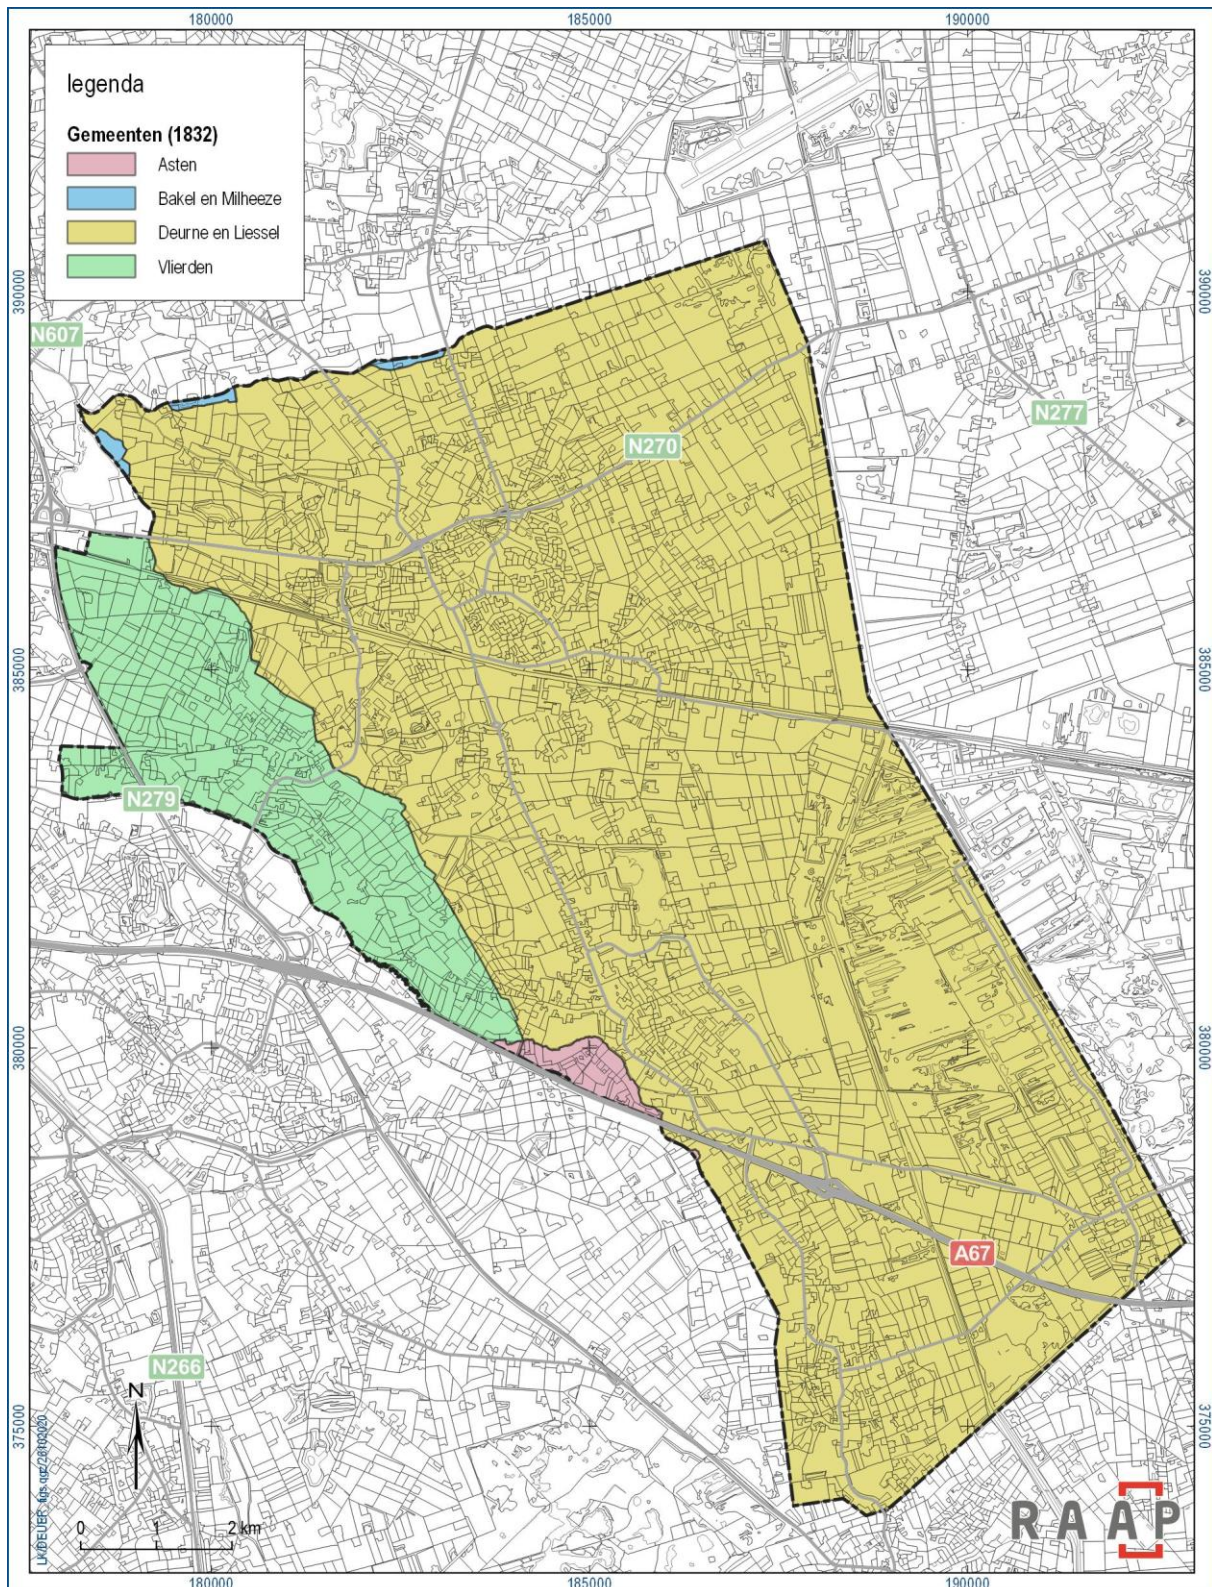 180000
185000
190000
legenda
Gemeenten (1832)
Asten
Bakel en Milheeze
Deurne en Liessel
Vlierden
390000
390000
N607
N277
N270
385000
385000
N279
380000
380000
A67
N266
N
375000
375000
0 1 2 km
RAAP
180000
185000
190000